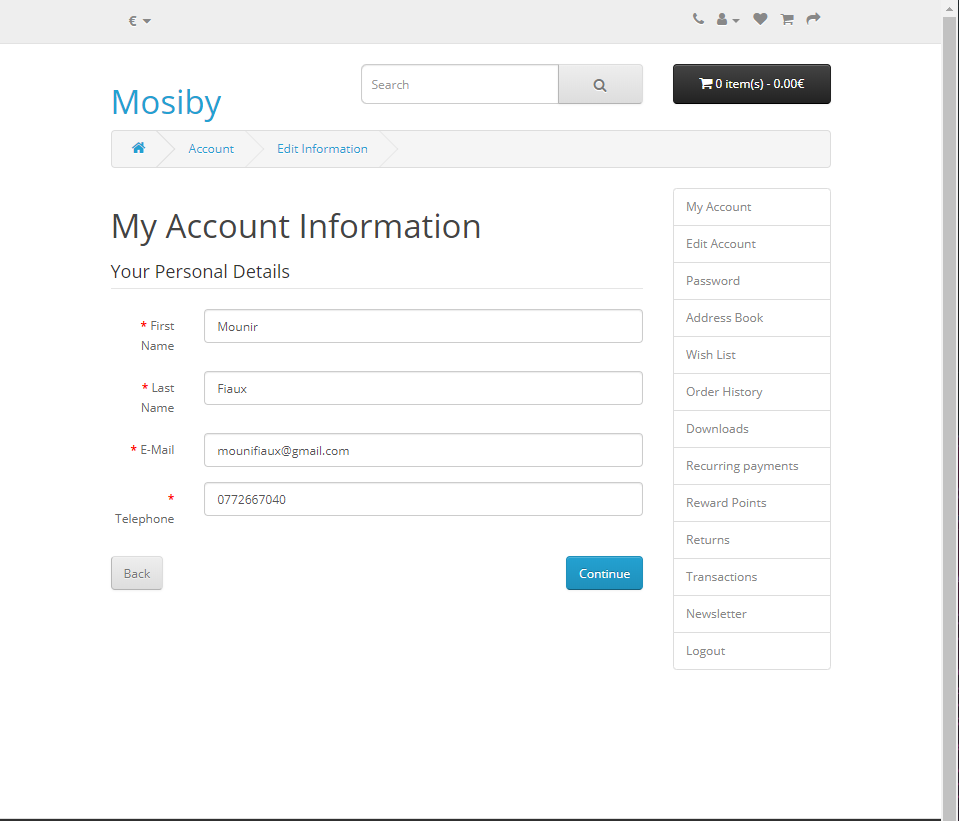 €
Search
0 item(s) - 0.00€
Mosiby
Account
Edit Information
My Account Information
Your Personal Details
* First Name
Mounir
* Last Name
Fiaux
* E-Mail
mounifiaux@gmail.com
* Telephone
0772667040
Back
Continue
My Account
Edit Account
Password
Address Book
Wish List
Order History
Downloads
Recurring payments
Reward Points
Returns
Transactions
Newsletter
Logout